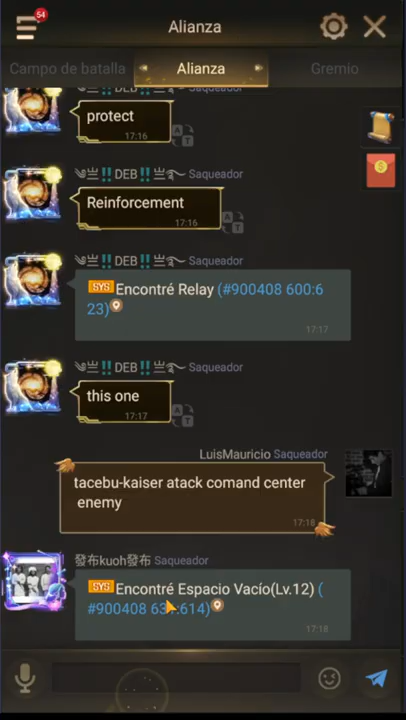 54
Alianza
Campo de batalla
Alianza
Gremio
protect
17:16
DEB!! Saqueador
Reinforcement
17:16
DEB!! Saqueador
SYS Encontré Relay (#900408 600:6
23)
17:17
DEB!! Saqueador
this one
17:17
LuisMauricio Saqueador
tacebu-kaiser atack comand center
enemy
17:18
發布kuoh發布 Saqueador
SYS Encontré Espacio Vacío(Lv.12) (
:614)
17:18